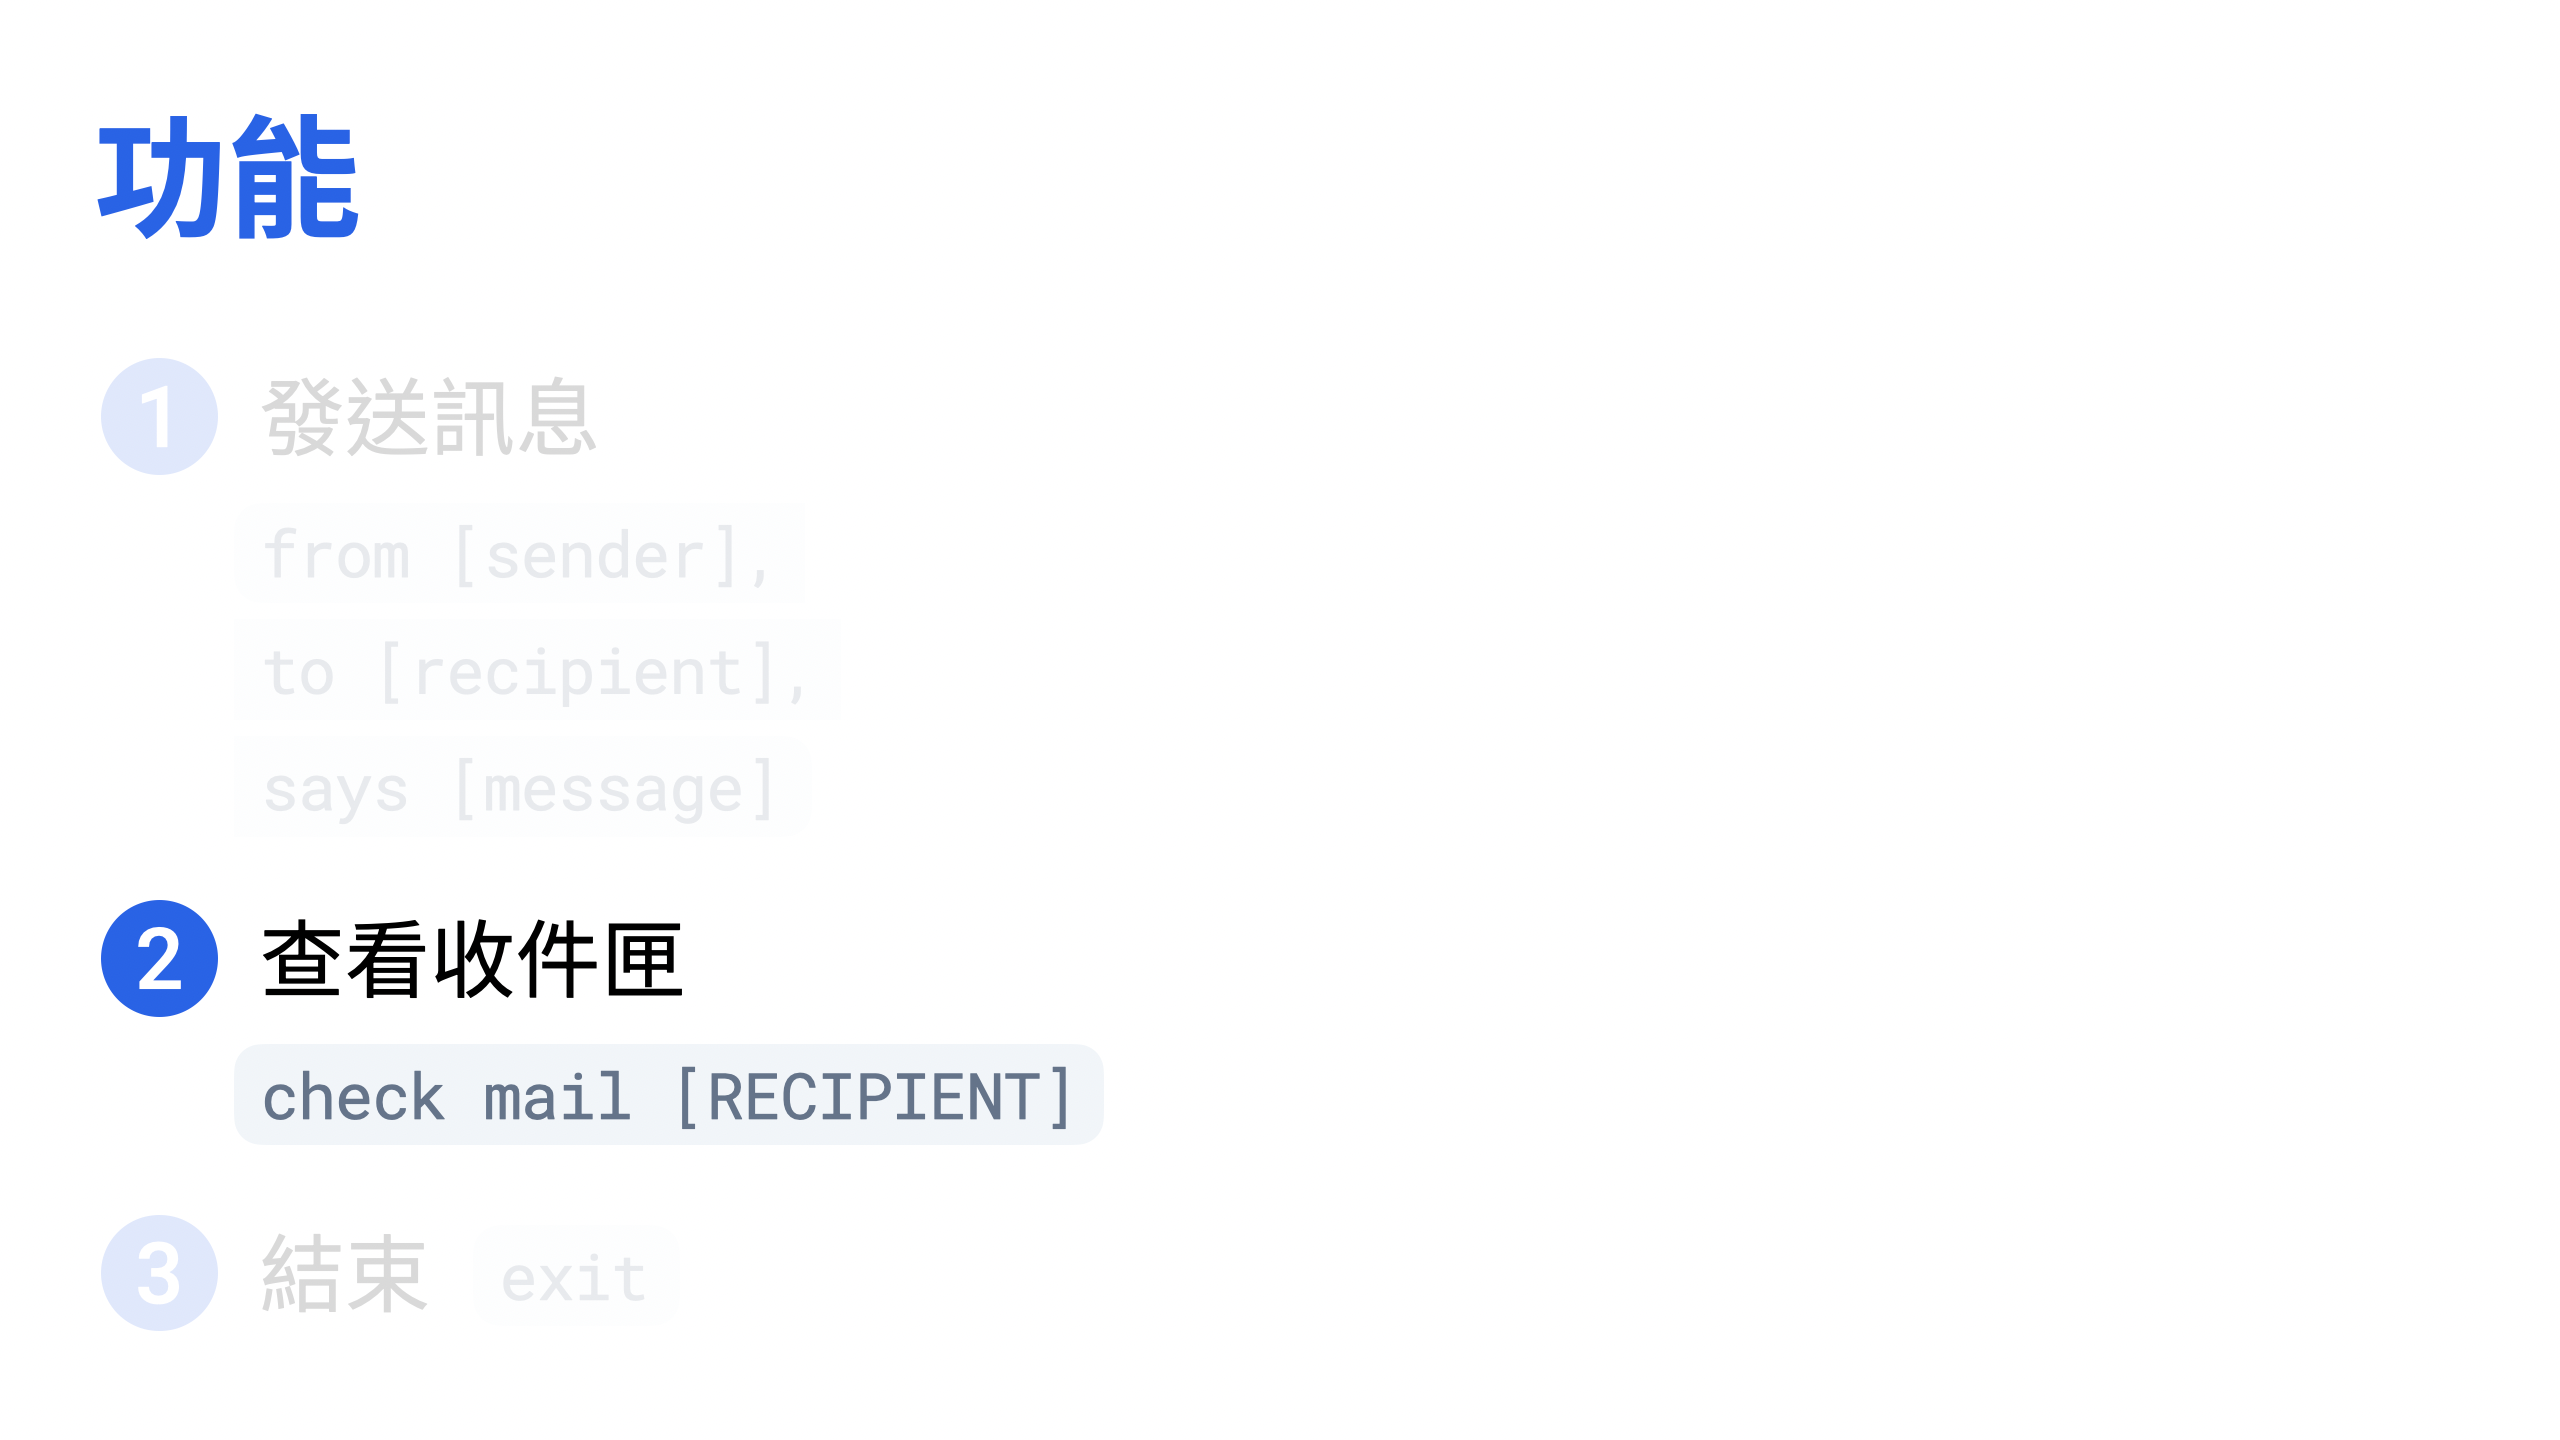 功能
1 發送訊息
from [sender],
to [recipient],
says [message]
2 查看收件匣
check mail [RECIPIENT]
3 結束 exit